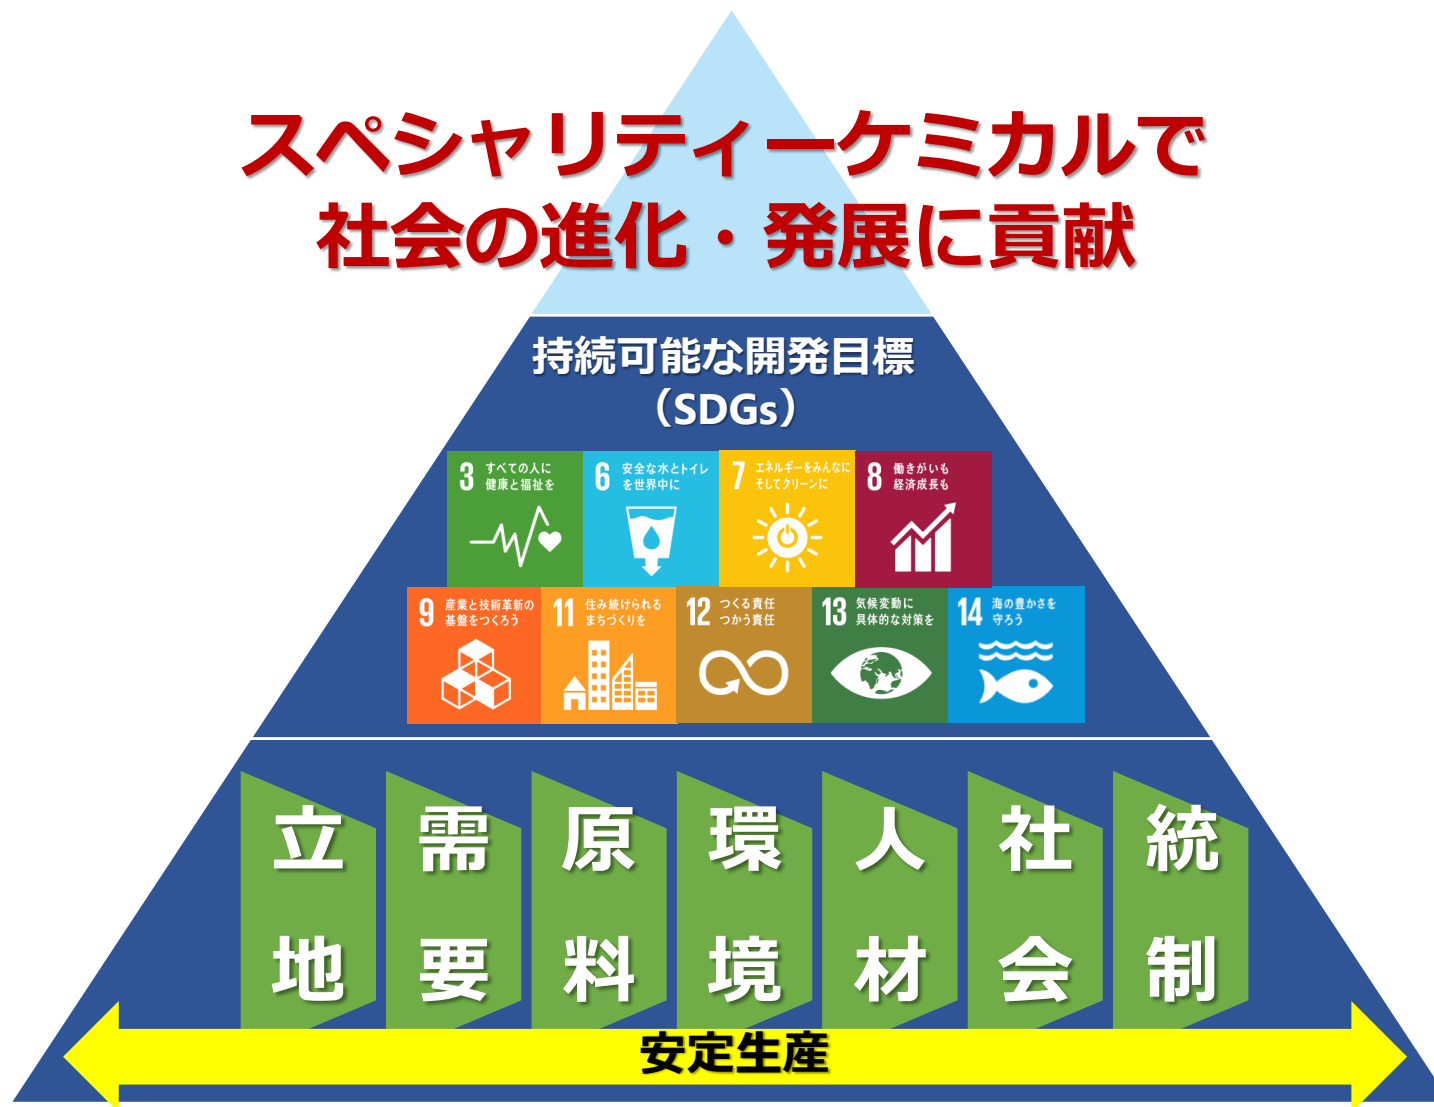 スペシャリティーケミカルで
社会の進化・発展に貢献
持続可能な開発目標
（SDGs）
3 すべての人に
健康と福祉を
6 安全な水とトイレ
を世界中に
7 エネルギーをみんなに
そしてクリーンに
8 働きがいも
経済成長も
9 産業と技術革新の
基盤をつくろう
11 住み続けられる
まちづくりを
12 つくる責任
つかう責任
13 気候変動に
具体的な対策を
14 海の豊かさを
守ろう
立地
需要
原料
環境
人材
社会
統制
安定生産